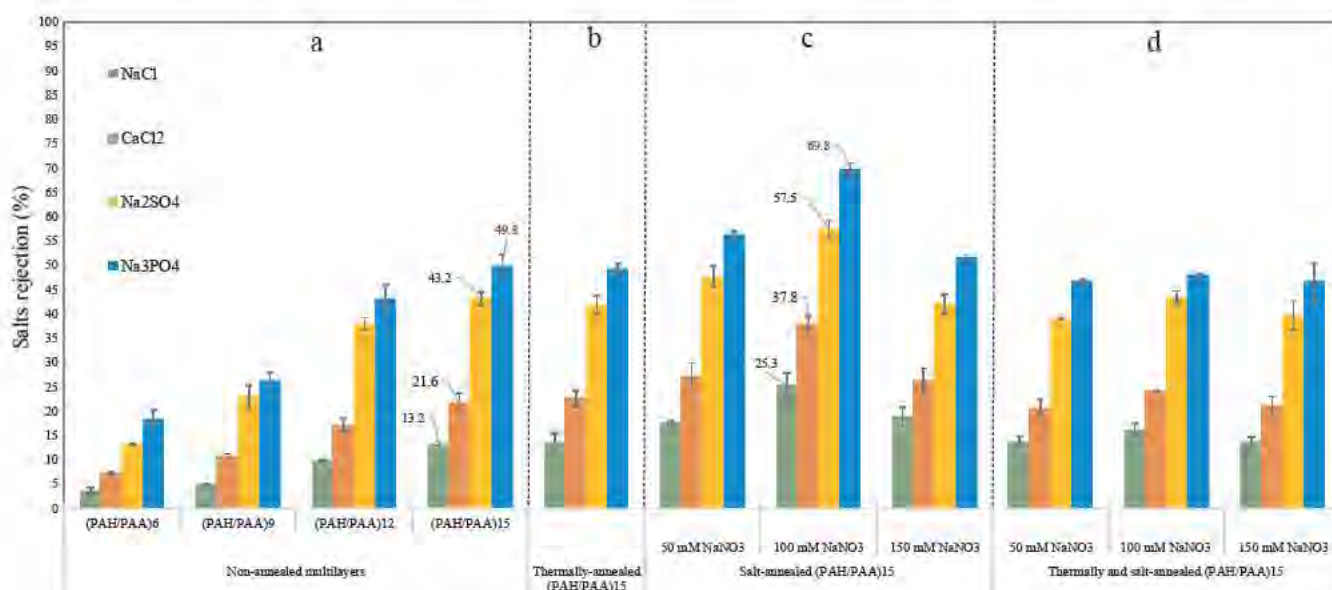 100
95
90
85
80
75
70
65
60
55
50
45
40
35
30
25
20
15
10
5
0
Salts rejection (%)
a
b
c
d
NaCl
CaCl2
Na2SO4
Na3PO4
13.2
21.6
43.2
49.8
25.3
37.8
57.5
69.8
(PAH/PAA)6
(PAH/PAA)9
(PAH/PAA)12
(PAH/PAA)15
50 mM NaNO3
100 mM NaNO3
150 mM NaNO3
50 mM NaNO3
100 mM NaNO3
150 mM NaNO3
Non-annealed multilayers
Thermally-annealed
(PAH/PAA)15
Salt-annealed (PAH/PAA)15
Thermally and salt-annealed (PAH/PAA)15